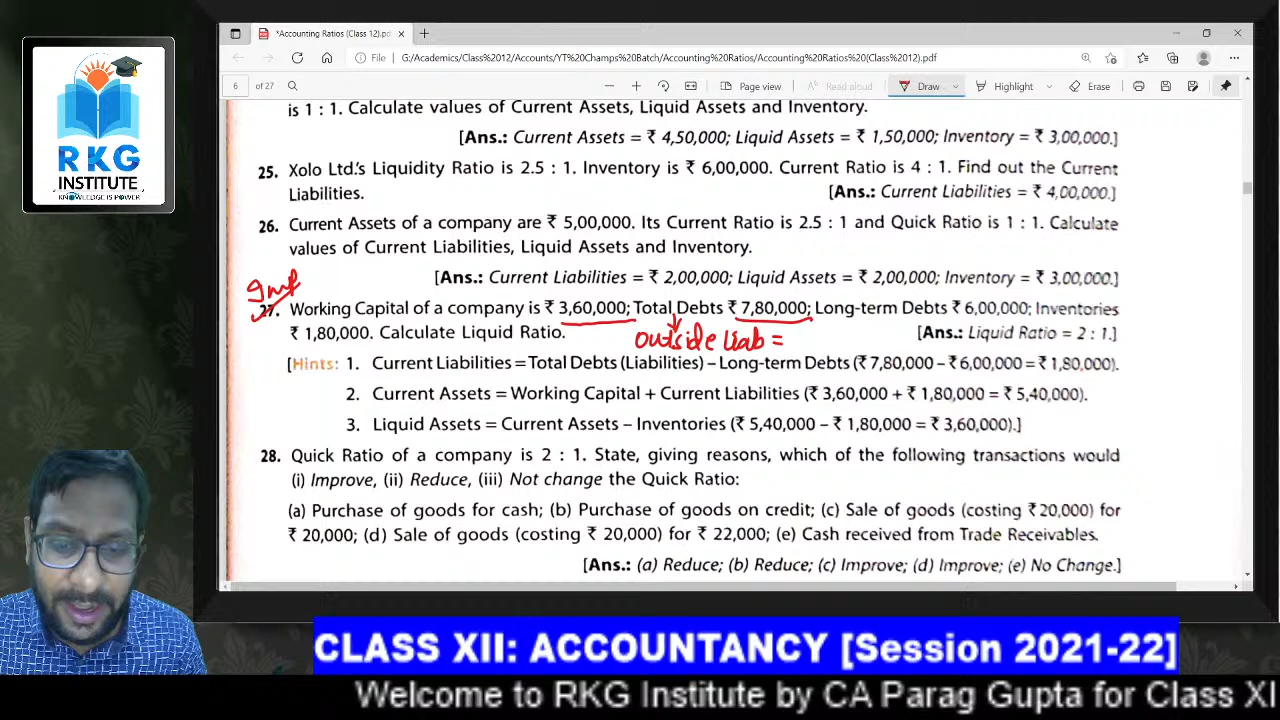 *Accounting Ratios (Class 12).pd
File
G:/Academics/Class%2012/Accounts/YT%20Champs%20Batch/Accounting%20Ratios/Accounting%20Ratios%20(Class%2012).pdf
6 of 27
Page view
Read aloud
Draw
Highlight
Erase
RKG
INSTITUTE
KNOWLEDGE IS POWER
is 1 : 1. Calculate values of Current Assets, Liquid Assets and Inventory.
[Ans.: Current Assets = ₹ 4,50,000; Liquid Assets = ₹ 1,50,000; Inventory = ₹ 3,00,000.]
25. Xolo Ltd.'s Liquidity Ratio is 2.5 : 1. Inventory is ₹ 6,00,000. Current Ratio is 4 : 1. Find out the Current
Liabilities. [Ans.: Current Liabilities = ₹ 4,00,000.]
26. Current Assets of a company are ₹ 5,00,000. Its Current Ratio is 2.5 : 1 and Quick Ratio is 1 : 1. Calculate
values of Current Liabilities, Liquid Assets and Inventory.
[Ans.: Current Liabilities = ₹ 2,00,000; Liquid Assets = ₹ 2,00,000; Inventory = ₹ 3,00,000.]
Imp
27. Working Capital of a company is ₹ 3,60,000; Total Debts ₹ 7,80,000; Long-term Debts ₹ 6,00,000; Inventories
₹ 1,80,000. Calculate Liquid Ratio. [Ans.: Liquid Ratio = 2 : 1.]
outside Liab =
[Hints: 1. Current Liabilities = Total Debts (Liabilities) – Long-term Debts (₹ 7,80,000 – ₹ 6,00,000 = ₹ 1,80,000).
2. Current Assets = Working Capital + Current Liabilities (₹ 3,60,000 + ₹ 1,80,000 = ₹ 5,40,000).
3. Liquid Assets = Current Assets – Inventories (₹ 5,40,000 – ₹ 1,80,000 = ₹ 3,60,000).]
28. Quick Ratio of a company is 2 : 1. State, giving reasons, which of the following transactions would
(i) Improve, (ii) Reduce, (iii) Not change the Quick Ratio:
(a) Purchase of goods for cash; (b) Purchase of goods on credit; (c) Sale of goods (costing ₹ 20,000) for
₹ 20,000; (d) Sale of goods (costing ₹ 20,000) for ₹ 22,000; (e) Cash received from Trade Receivables.
[Ans.: (a) Reduce; (b) Reduce; (c) Improve; (d) Improve; (e) No Change.]
CLASS XII: ACCOUNTANCY [Session 2021-22]
Welcome to RKG Institute by CA Parag Gupta for Class XI